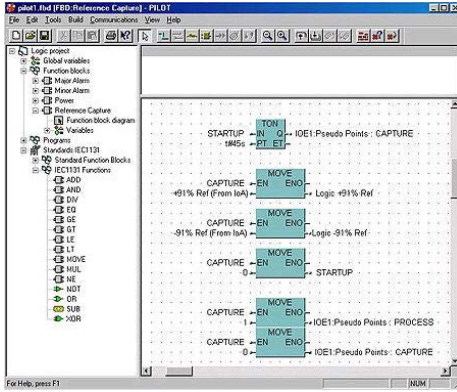 pilot1.fbd [FBD:Reference Capture] - PILOT
File Edit Tools Build Communications View Help
Logic project
Global variables
Function blocks
Major Alarm
Minor Alarm
Power
Reference Capture
Function block diagram
Variables
Programs
Standards IEC1131
Standard Function Blocks
IEC1131 Functions
ADD
AND
DIV
EQ
GE
GT
LE
LT
MOVE
MUL
NE
NOT
OR
SUB
XOR
TON
STARTUP IN Q IOE1:Pseudo Points : CAPTURE
t#45s PT ET
MOVE
CAPTURE EN ENO
+91% Ref (From IoA) Logic +91% Ref
MOVE
CAPTURE EN ENO
-91% Ref (From IoA) Logic -91% Ref
MOVE
CAPTURE EN ENO
0 STARTUP
MOVE
CAPTURE EN ENO
1 IOE1:Pseudo Points : PROCESS
MOVE
CAPTURE EN ENO
0 IOE1:Pseudo Points : CAPTURE
For Help, press F1
NUM